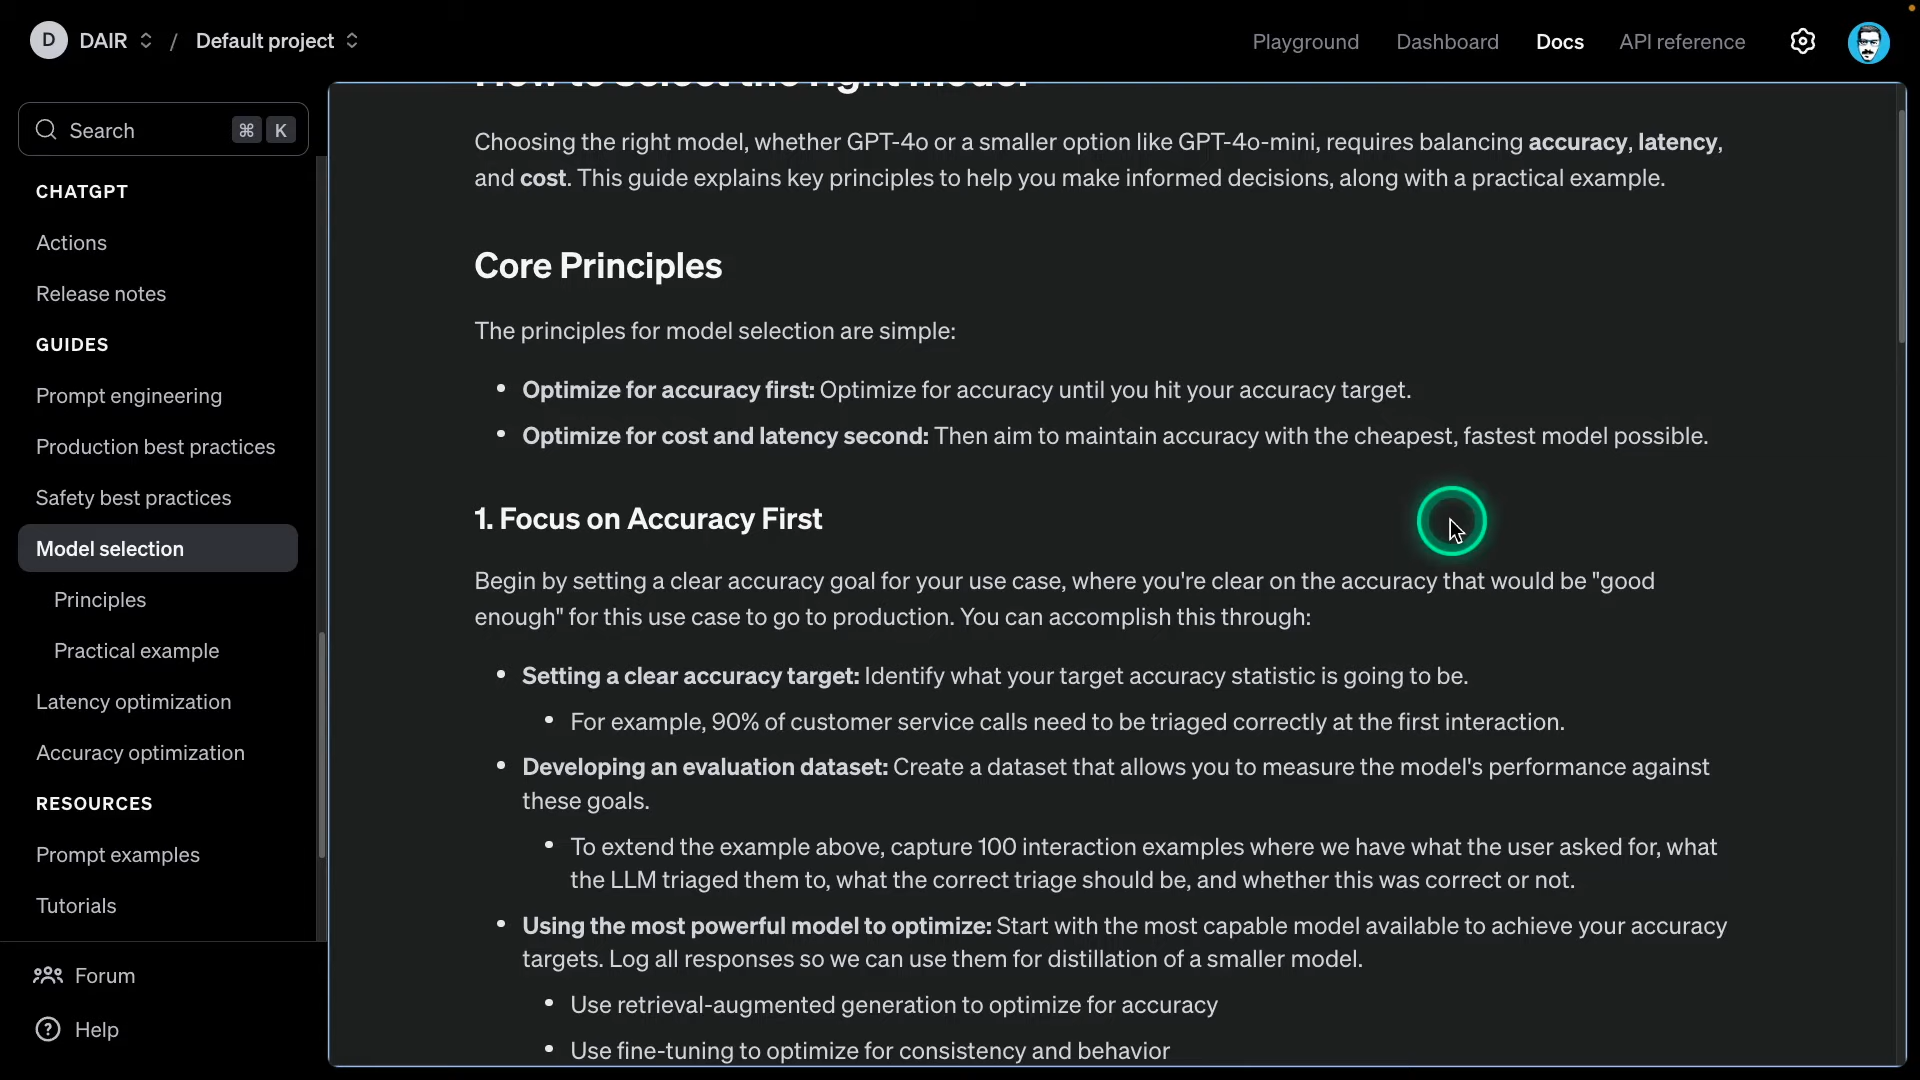 D DAIR / Default project
Playground Dashboard Docs API reference
Search ⌘ K
CHATGPT
Actions
Release notes
GUIDES
Prompt engineering
Production best practices
Safety best practices
Model selection
Principles
Practical example
Latency optimization
Accuracy optimization
RESOURCES
Prompt examples
Tutorials
Forum
Help
How to select the right model
Choosing the right model, whether GPT-4o or a smaller option like GPT-4o-mini, requires balancing accuracy, latency,
and cost. This guide explains key principles to help you make informed decisions, along with a practical example.
Core Principles
The principles for model selection are simple:
• Optimize for accuracy first: Optimize for accuracy until you hit your accuracy target.
• Optimize for cost and latency second: Then aim to maintain accuracy with the cheapest, fastest model possible.
1. Focus on Accuracy First
Begin by setting a clear accuracy goal for your use case, where you're clear on the accuracy that would be "good
enough" for this use case to go to production. You can accomplish this through:
• Setting a clear accuracy target: Identify what your target accuracy statistic is going to be.
• For example, 90% of customer service calls need to be triaged correctly at the first interaction.
• Developing an evaluation dataset: Create a dataset that allows you to measure the model's performance against
these goals.
• To extend the example above, capture 100 interaction examples where we have what the user asked for, what
the LLM triaged them to, what the correct triage should be, and whether this was correct or not.
• Using the most powerful model to optimize: Start with the most capable model available to achieve your accuracy
targets. Log all responses so we can use them for distillation of a smaller model.
• Use retrieval-augmented generation to optimize for accuracy
• Use fine-tuning to optimize for consistency and behavior